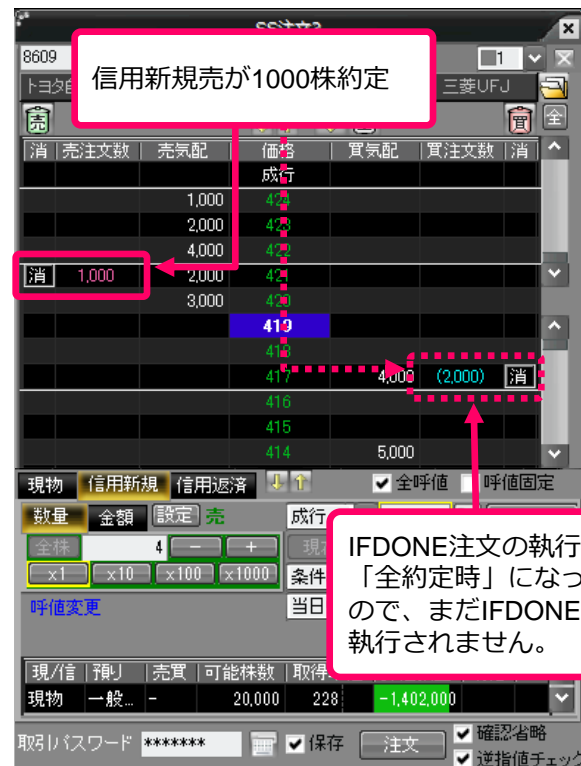 SS注文3
8609
信用新規売が1000株約定
1
三菱UFJ
売
買 全
消 売注文数 売気配 価格 買気配 買注文数 消
成行
1,000 424
2,000 423
4,000 422
消 1,000 2,000 421
3,000 420
419
418
417 4,000 (2,000) 消
416
415
414 5,000
現物 信用新規 信用返済 全呼値 呼値固定
数量 金額 設定 売 成行
全株 4 － ＋
x1 x10 x100 x1000 条件
呼値変更 当日
IFDONE注文の執行
「全約定時」になっ
ので、まだIFDONE
執行されません。
現/信 預り 売買 可能株数
現物 一般... - 20,000 228 -1,402,000
取引パスワード ******* 保存 注文 確認省略
逆指値チェック